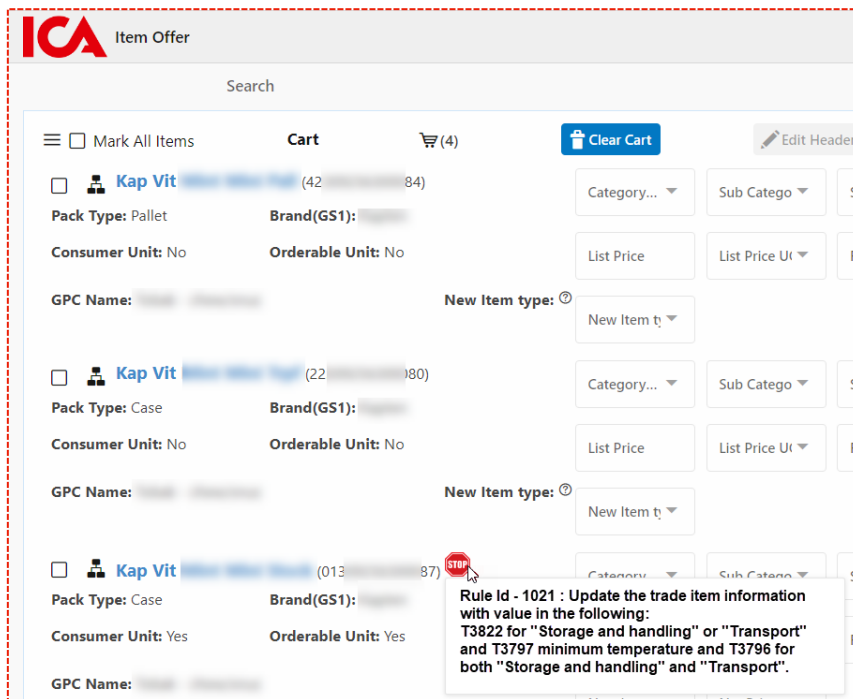 ICA Item Offer
Search
Mark All Items Cart (4) Clear Cart Edit Header
Kap Vit (42 84) Category... Sub Catego
Pack Type: Pallet Brand(GS1):
Consumer Unit: No Orderable Unit: No List Price List Price U
GPC Name: New Item type: ?
New Item ty
Kap Vit (22 080) Category... Sub Catego
Pack Type: Case Brand(GS1):
Consumer Unit: No Orderable Unit: No List Price List Price U
GPC Name: New Item type: ?
New Item ty
Kap Vit (013 87) STOP Category Sub Catego
Pack Type: Case Brand(GS1):
Consumer Unit: Yes Orderable Unit: Yes
GPC Name:
Rule Id - 1021 : Update the trade item information
with value in the following:
T3822 for "Storage and handling" or "Transport"
and T3797 minimum temperature and T3796 for
both "Storage and handling" and "Transport".